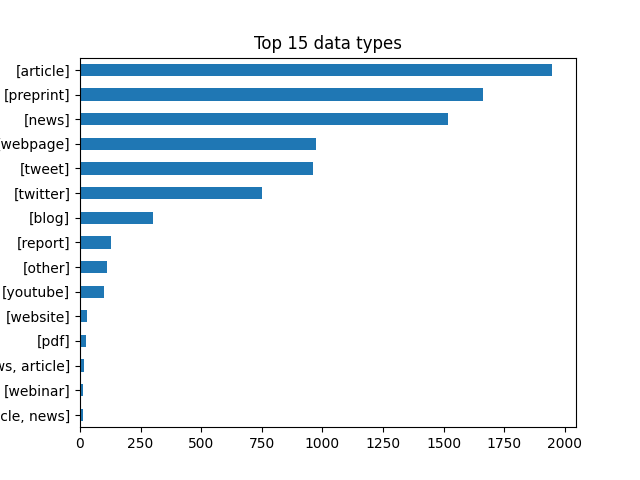 Top 15 data types
[article]
[preprint]
[news]
webpage]
[tweet]
[twitter]
[blog]
[report]
[other]
[youtube]
[website]
[pdf]
ws, article]
[webinar]
cle, news]
0 250 500 750 1000 1250 1500 1750 2000